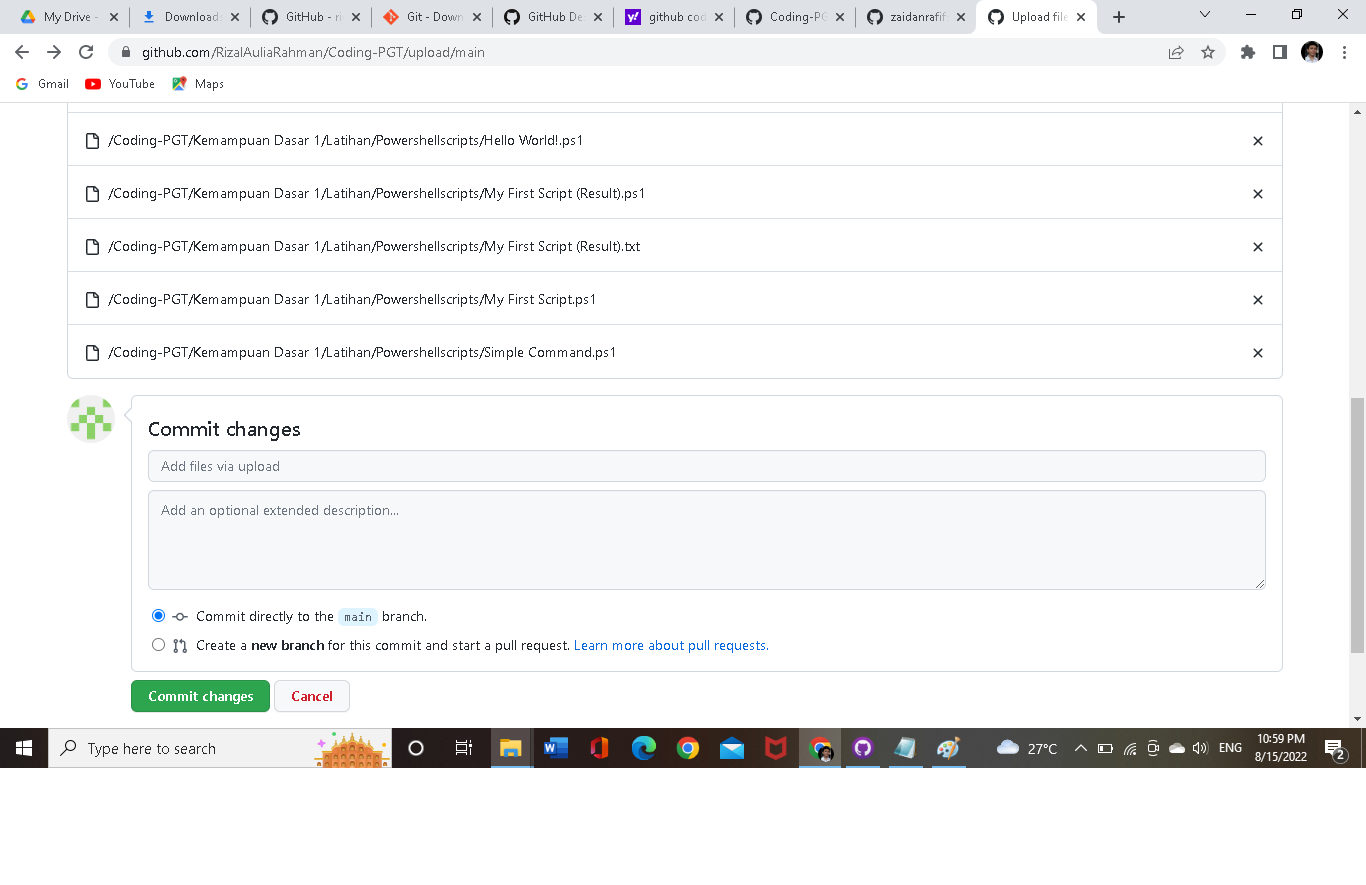 My Drive -
Download
GitHub - ri
Git - Down
GitHub De
github cod
Coding-PG
zaidanrafif
Upload file
github.com/RizalAuliaRahman/Coding-PGT/upload/main
Gmail
YouTube
Maps
/Coding-PGT/Kemampuan Dasar 1/Latihan/Powershellscripts/Hello World!.ps1
/Coding-PGT/Kemampuan Dasar 1/Latihan/Powershellscripts/My First Script (Result).ps1
/Coding-PGT/Kemampuan Dasar 1/Latihan/Powershellscripts/My First Script (Result).txt
/Coding-PGT/Kemampuan Dasar 1/Latihan/Powershellscripts/My First Script.ps1
/Coding-PGT/Kemampuan Dasar 1/Latihan/Powershellscripts/Simple Command.ps1
Commit changes
Add files via upload
Add an optional extended description...
Commit directly to the main branch.
Create a new branch for this commit and start a pull request. Learn more about pull requests.
Commit changes
Cancel
Type here to search
27°C
ENG
10:59 PM
8/15/2022
2